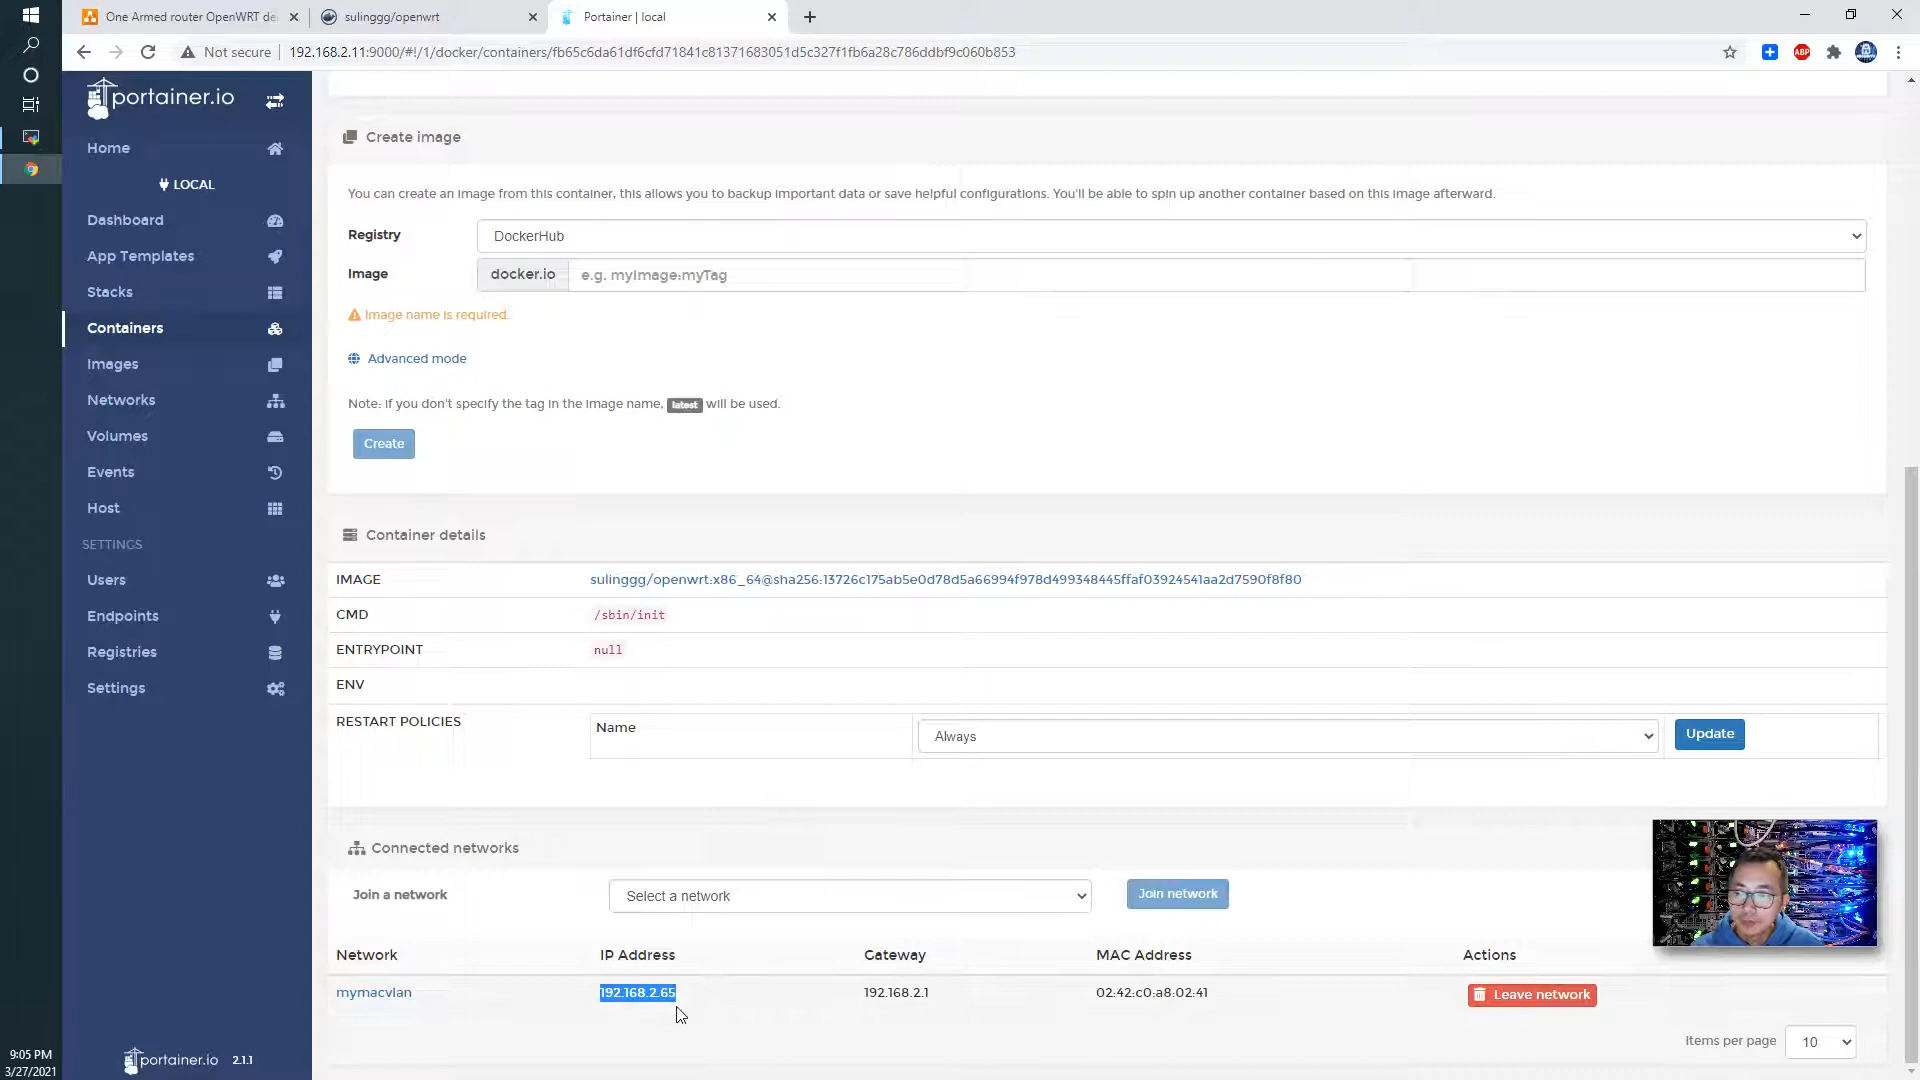 One Armed router OpenWRT de
sulinggg/openwrt
Portainer | local
Not secure
192.168.2.11:9000/#!/1/docker/containers/fb65c6da61df6cfd71841c81371683051d5c327f1fb6a28c786ddbf9c060b853
ABP
portainer.io
Home
LOCAL
Dashboard
App Templates
Stacks
Containers
Images
Networks
Volumes
Events
Host
SETTINGS
Users
Endpoints
Registries
Settings
portainer.io 2.1.1
9:05 PM
3/27/2021
Create image
You can create an image from this container, this allows you to backup important data or save helpful configurations. You'll be able to spin up another container based on this image afterward.
Registry DockerHub
Image docker.io e.g. myImage:myTag
Image name is required.
Advanced mode
Note: if you don't specify the tag in the image name, latest will be used.
Create
Container details
IMAGE sulinggg/openwrt:x86_64@sha256:13726c175ab5e0d78d5a66994f978d499348445ffaf03924541aa2d7590f8f80
CMD /sbin/init
ENTRYPOINT null
ENV
RESTART POLICIES Name Always Update
Connected networks
Join a network Select a network Join network
Network IP Address Gateway MAC Address Actions
mymacvlan 192.168.2.65 192.168.2.1 02:42:c0:a8:02:41 Leave network
Items per page 10